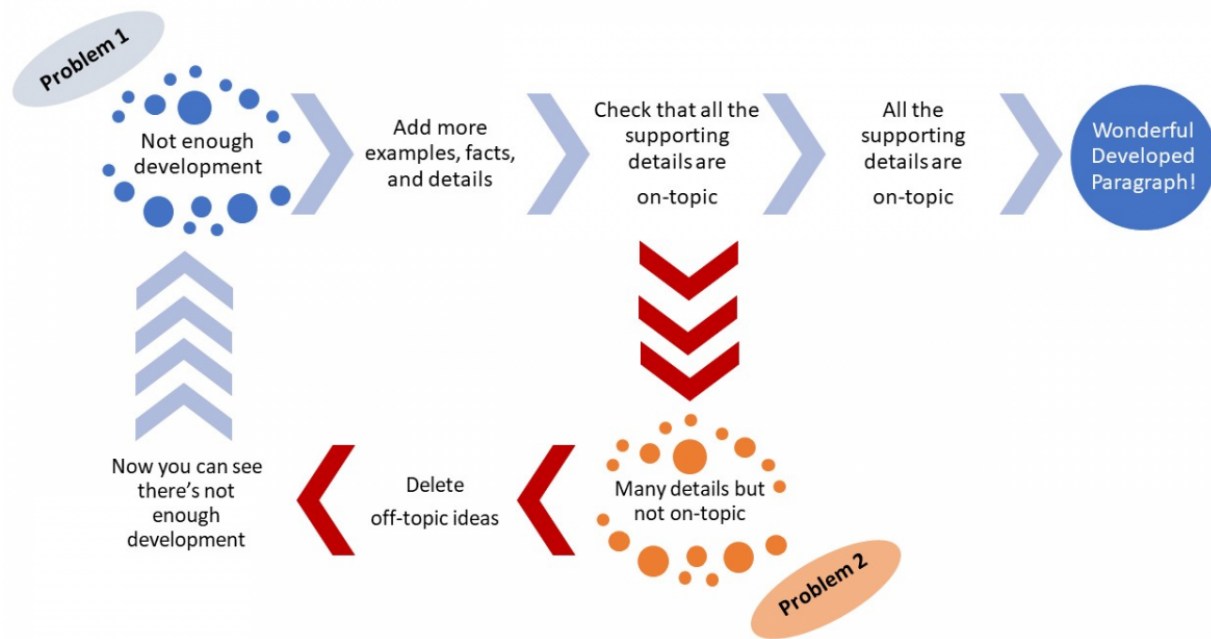 Problem 1
Not enough
development
Add more
examples, facts,
and details
Check that all the
supporting
details are
on-topic
All the
supporting
details are
on-topic
Wonderful
Developed
Paragraph!
Many details but
not on-topic
Problem 2
Delete
off-topic ideas
Now you can see
there's not
enough
development